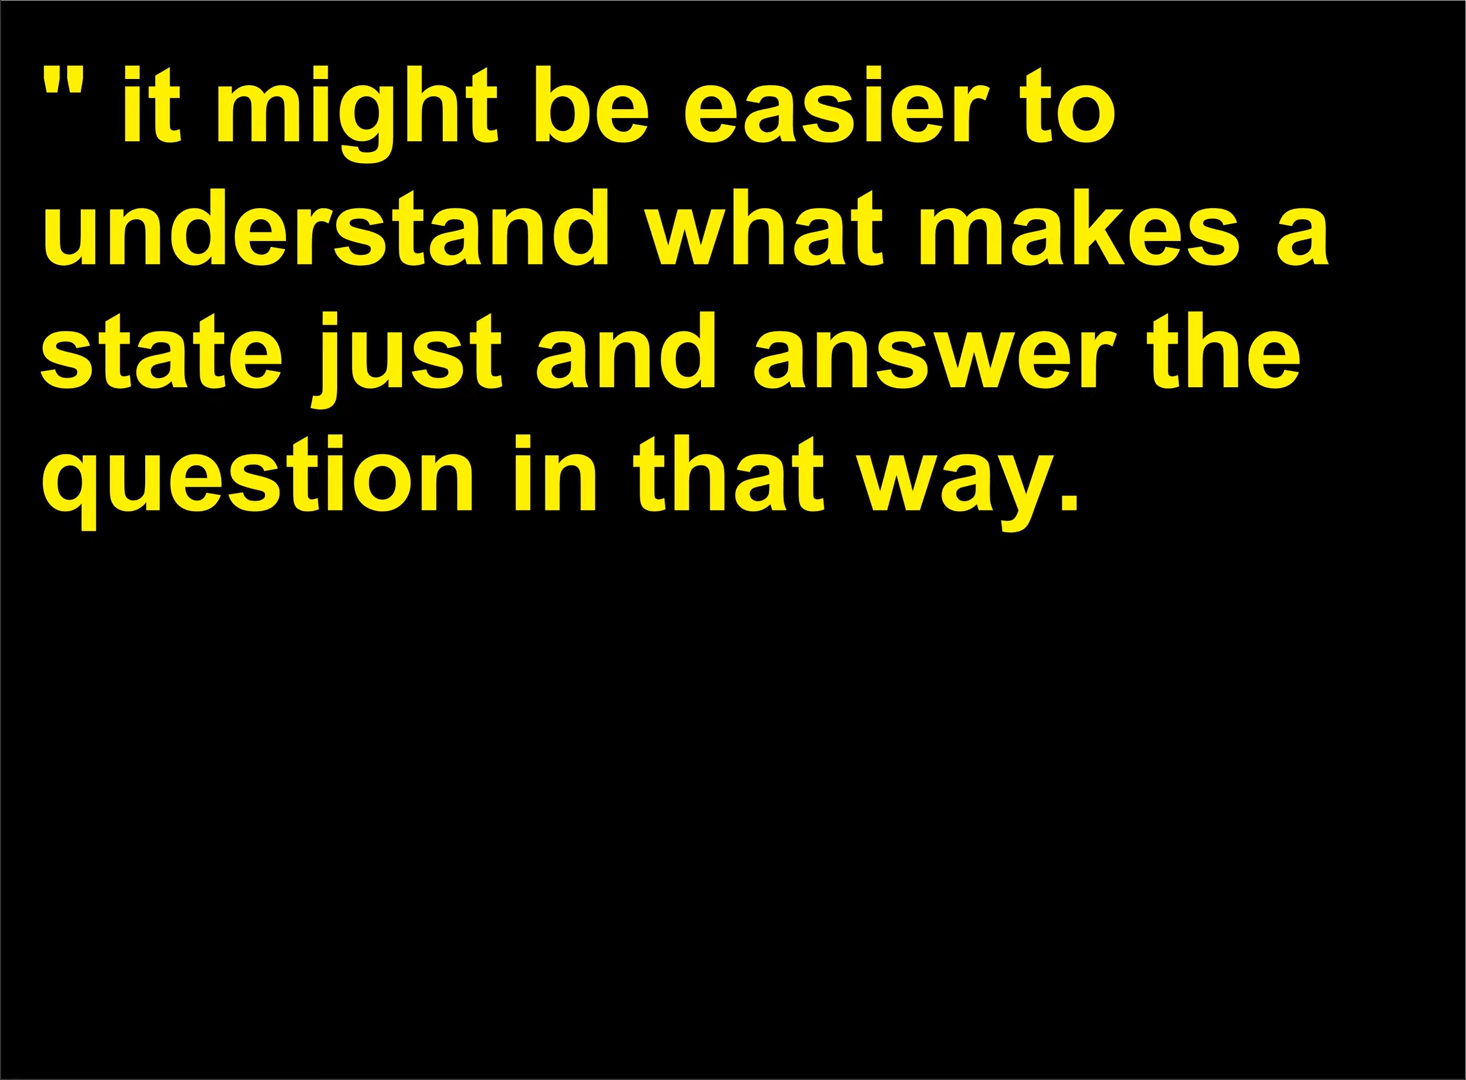 " it might be easier to
understand what makes a
state just and answer the
question in that way.